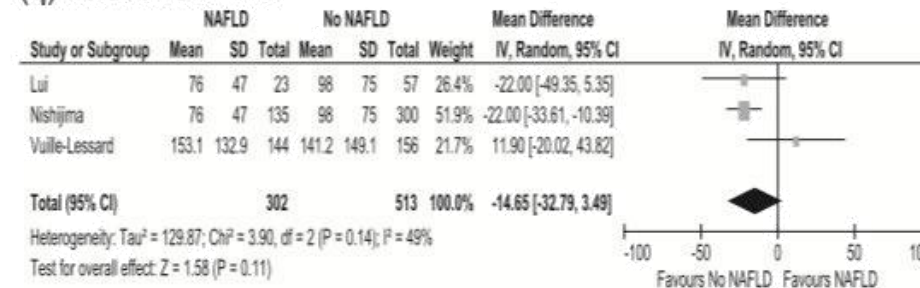 NAFLD No NAFLD Mean Difference Mean Difference
Study or Subgroup Mean SD Total Mean SD Total Weight IV, Random, 95% CI IV, Random, 95% CI
Lui 76 47 23 98 75 57 26.4% -22.00 [-49.35, 5.35]
Nishijima 76 47 135 98 75 300 51.9% -22.00 [-33.61, -10.39]
Vuille-Lessard 153.1 132.9 144 141.2 149.1 156 21.7% 11.90 [-20.02, 43.82]
Total (95% CI) 302 513 100.0% -14.65 [-32.79, 3.49]
Heterogeneity: Tau² = 129.87; Chi² = 3.90, df = 2 (P = 0.14); I² = 49%
Test for overall effect: Z = 1.58 (P = 0.11)
-100 -50 0 50
Favours No NAFLD Favours NAFLD